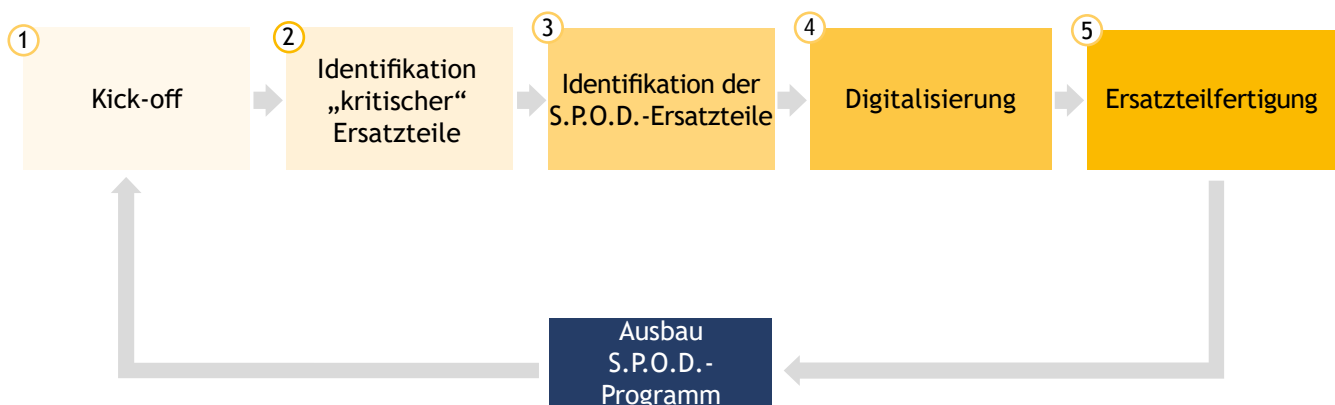 1
Kick-off
2
Identifikation
„kritischer“
Ersatzteile
3
Identifikation der
S.P.O.D.-Ersatzteile
4
Digitalisierung
5
Ersatzteilfertigung
Ausbau
S.P.O.D.-
Programm